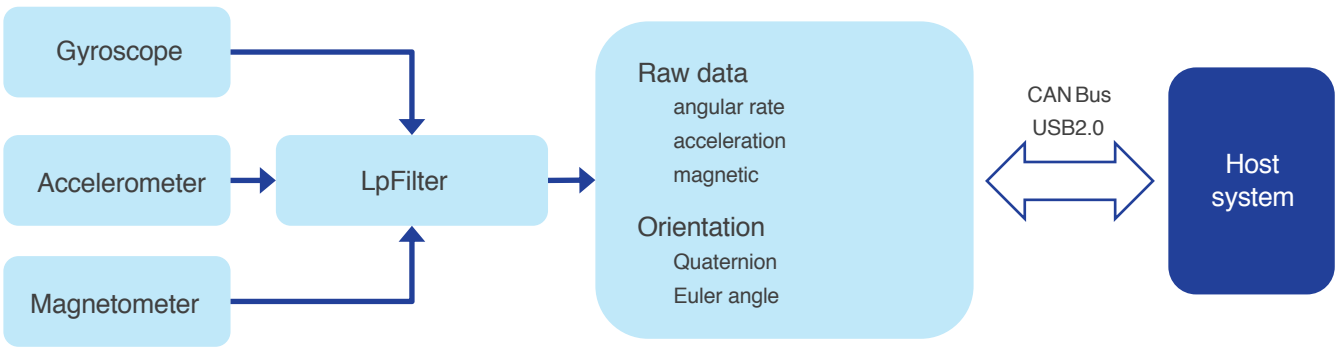 Gyroscope
Accelerometer
Magnetometer
LpFilter
Raw data
angular rate
acceleration
magnetic
Orientation
Quaternion
Euler angle
CAN Bus
USB2.0
Host
system